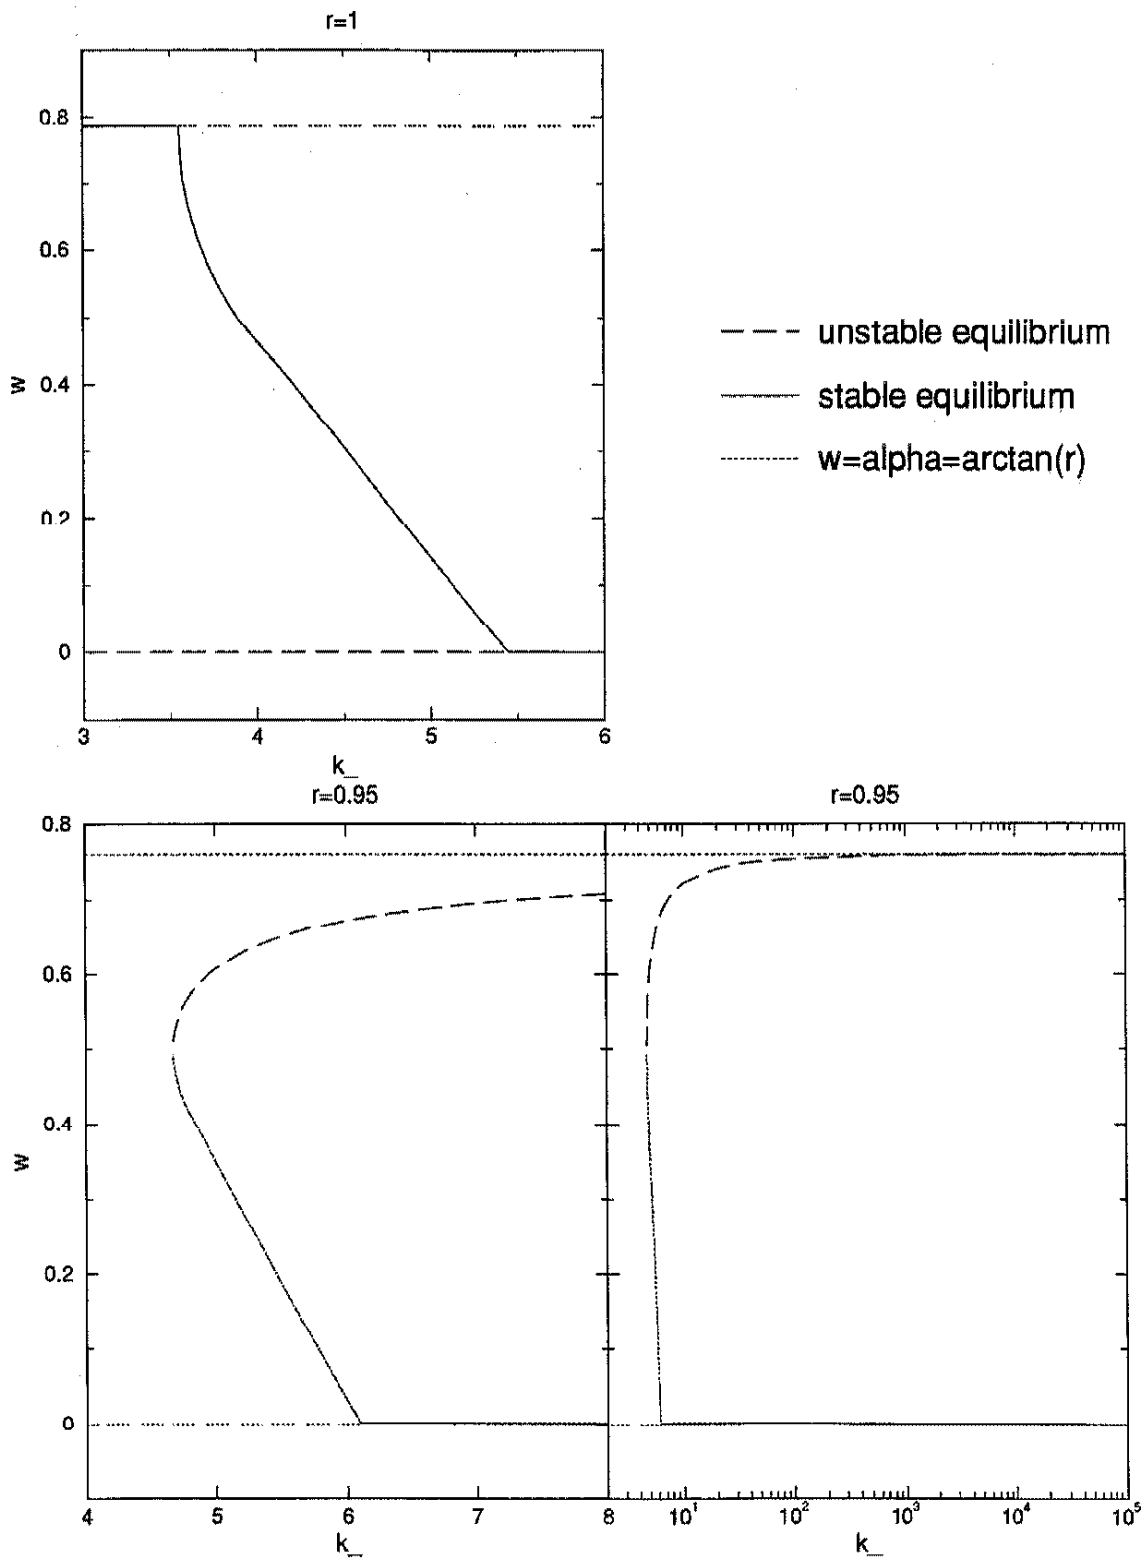 r=1
0.8
0.6
0.4
0.2
0
w
3 4 5 6
k_
unstable equilibrium
stable equilibrium
w=alpha=arctan(r)
r=0.95 r=0.95
0.8
0.6
0.4
0.2
0
w
4 5 6 7 8
k_
10¹ 10² 10³ 10⁴ 10⁵
k_